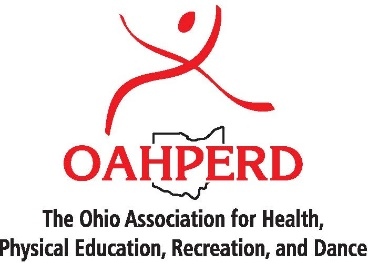 OAHPERD
The Ohio Association for Health,
Physical Education, Recreation, and Dance